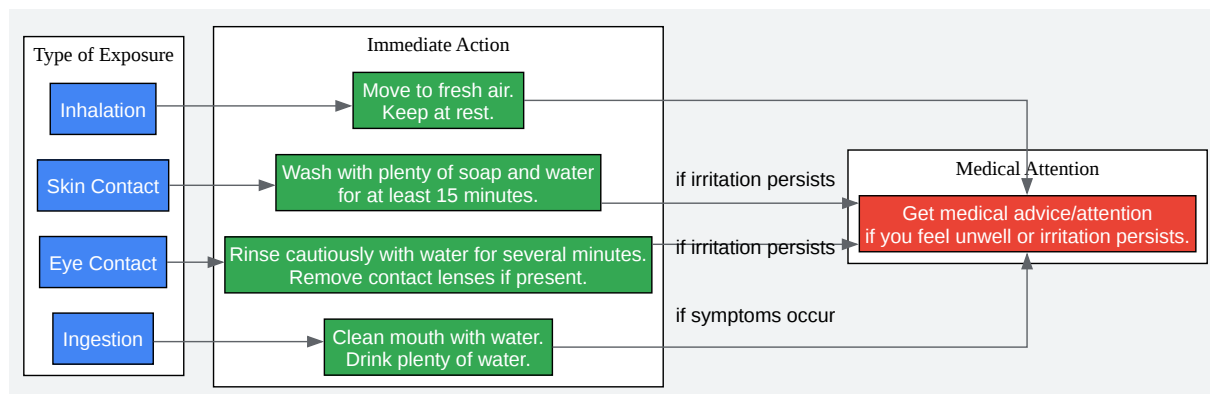 Type of Exposure
Inhalation
Skin Contact
Eye Contact
Ingestion
Immediate Action
Move to fresh air.
Keep at rest.
Wash with plenty of soap and water
for at least 15 minutes.
Rinse cautiously with water for several minutes.
Remove contact lenses if present.
Clean mouth with water.
Drink plenty of water.
if irritation persists
if irritation persists
if symptoms occur
Medical Attention
Get medical advice/attention
if you feel unwell or irritation persists.